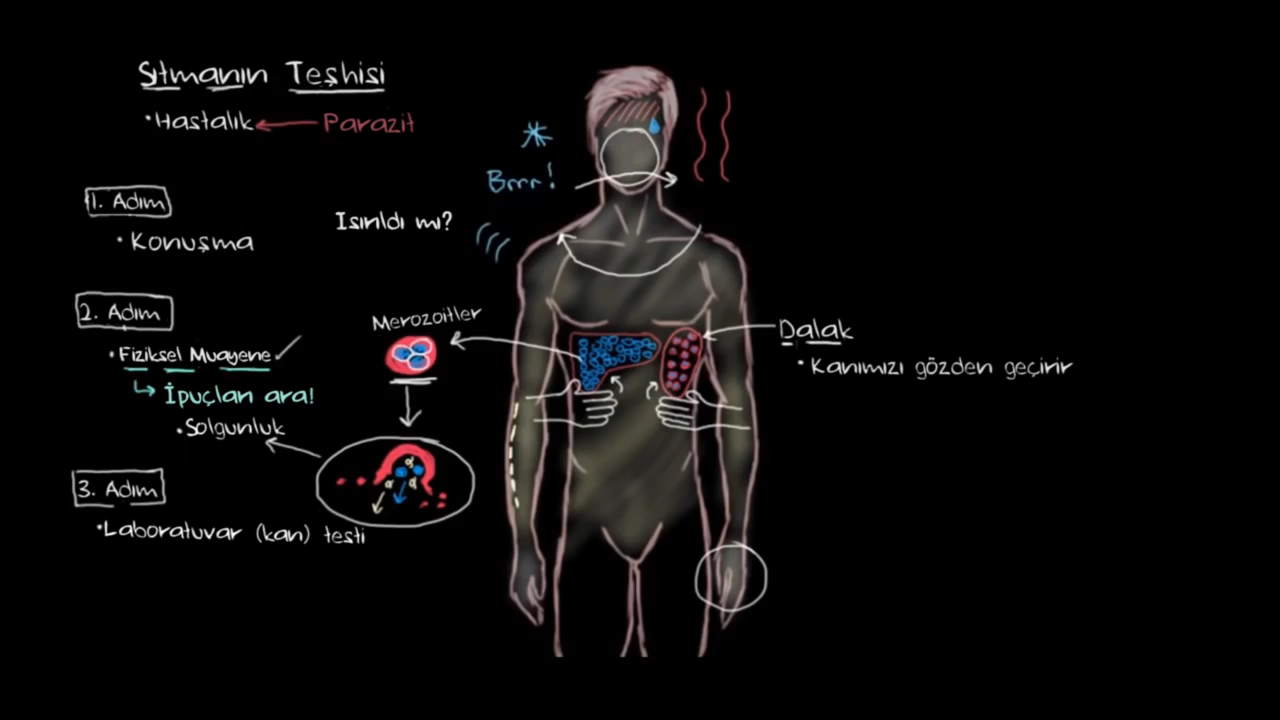 Sıtmanın Teşhisi
•Hastalık
Parazit
1. Adım
•Konuşma
Isırıldı mı?
Brrr!
2. Adım
•Fiziksel Muayene
İpuçları ara!
•Solgunluk
Merozoitler
Dalak
•Kanımızı gözden geçirir
3. Adım
•Laboratuvar (kan) testi